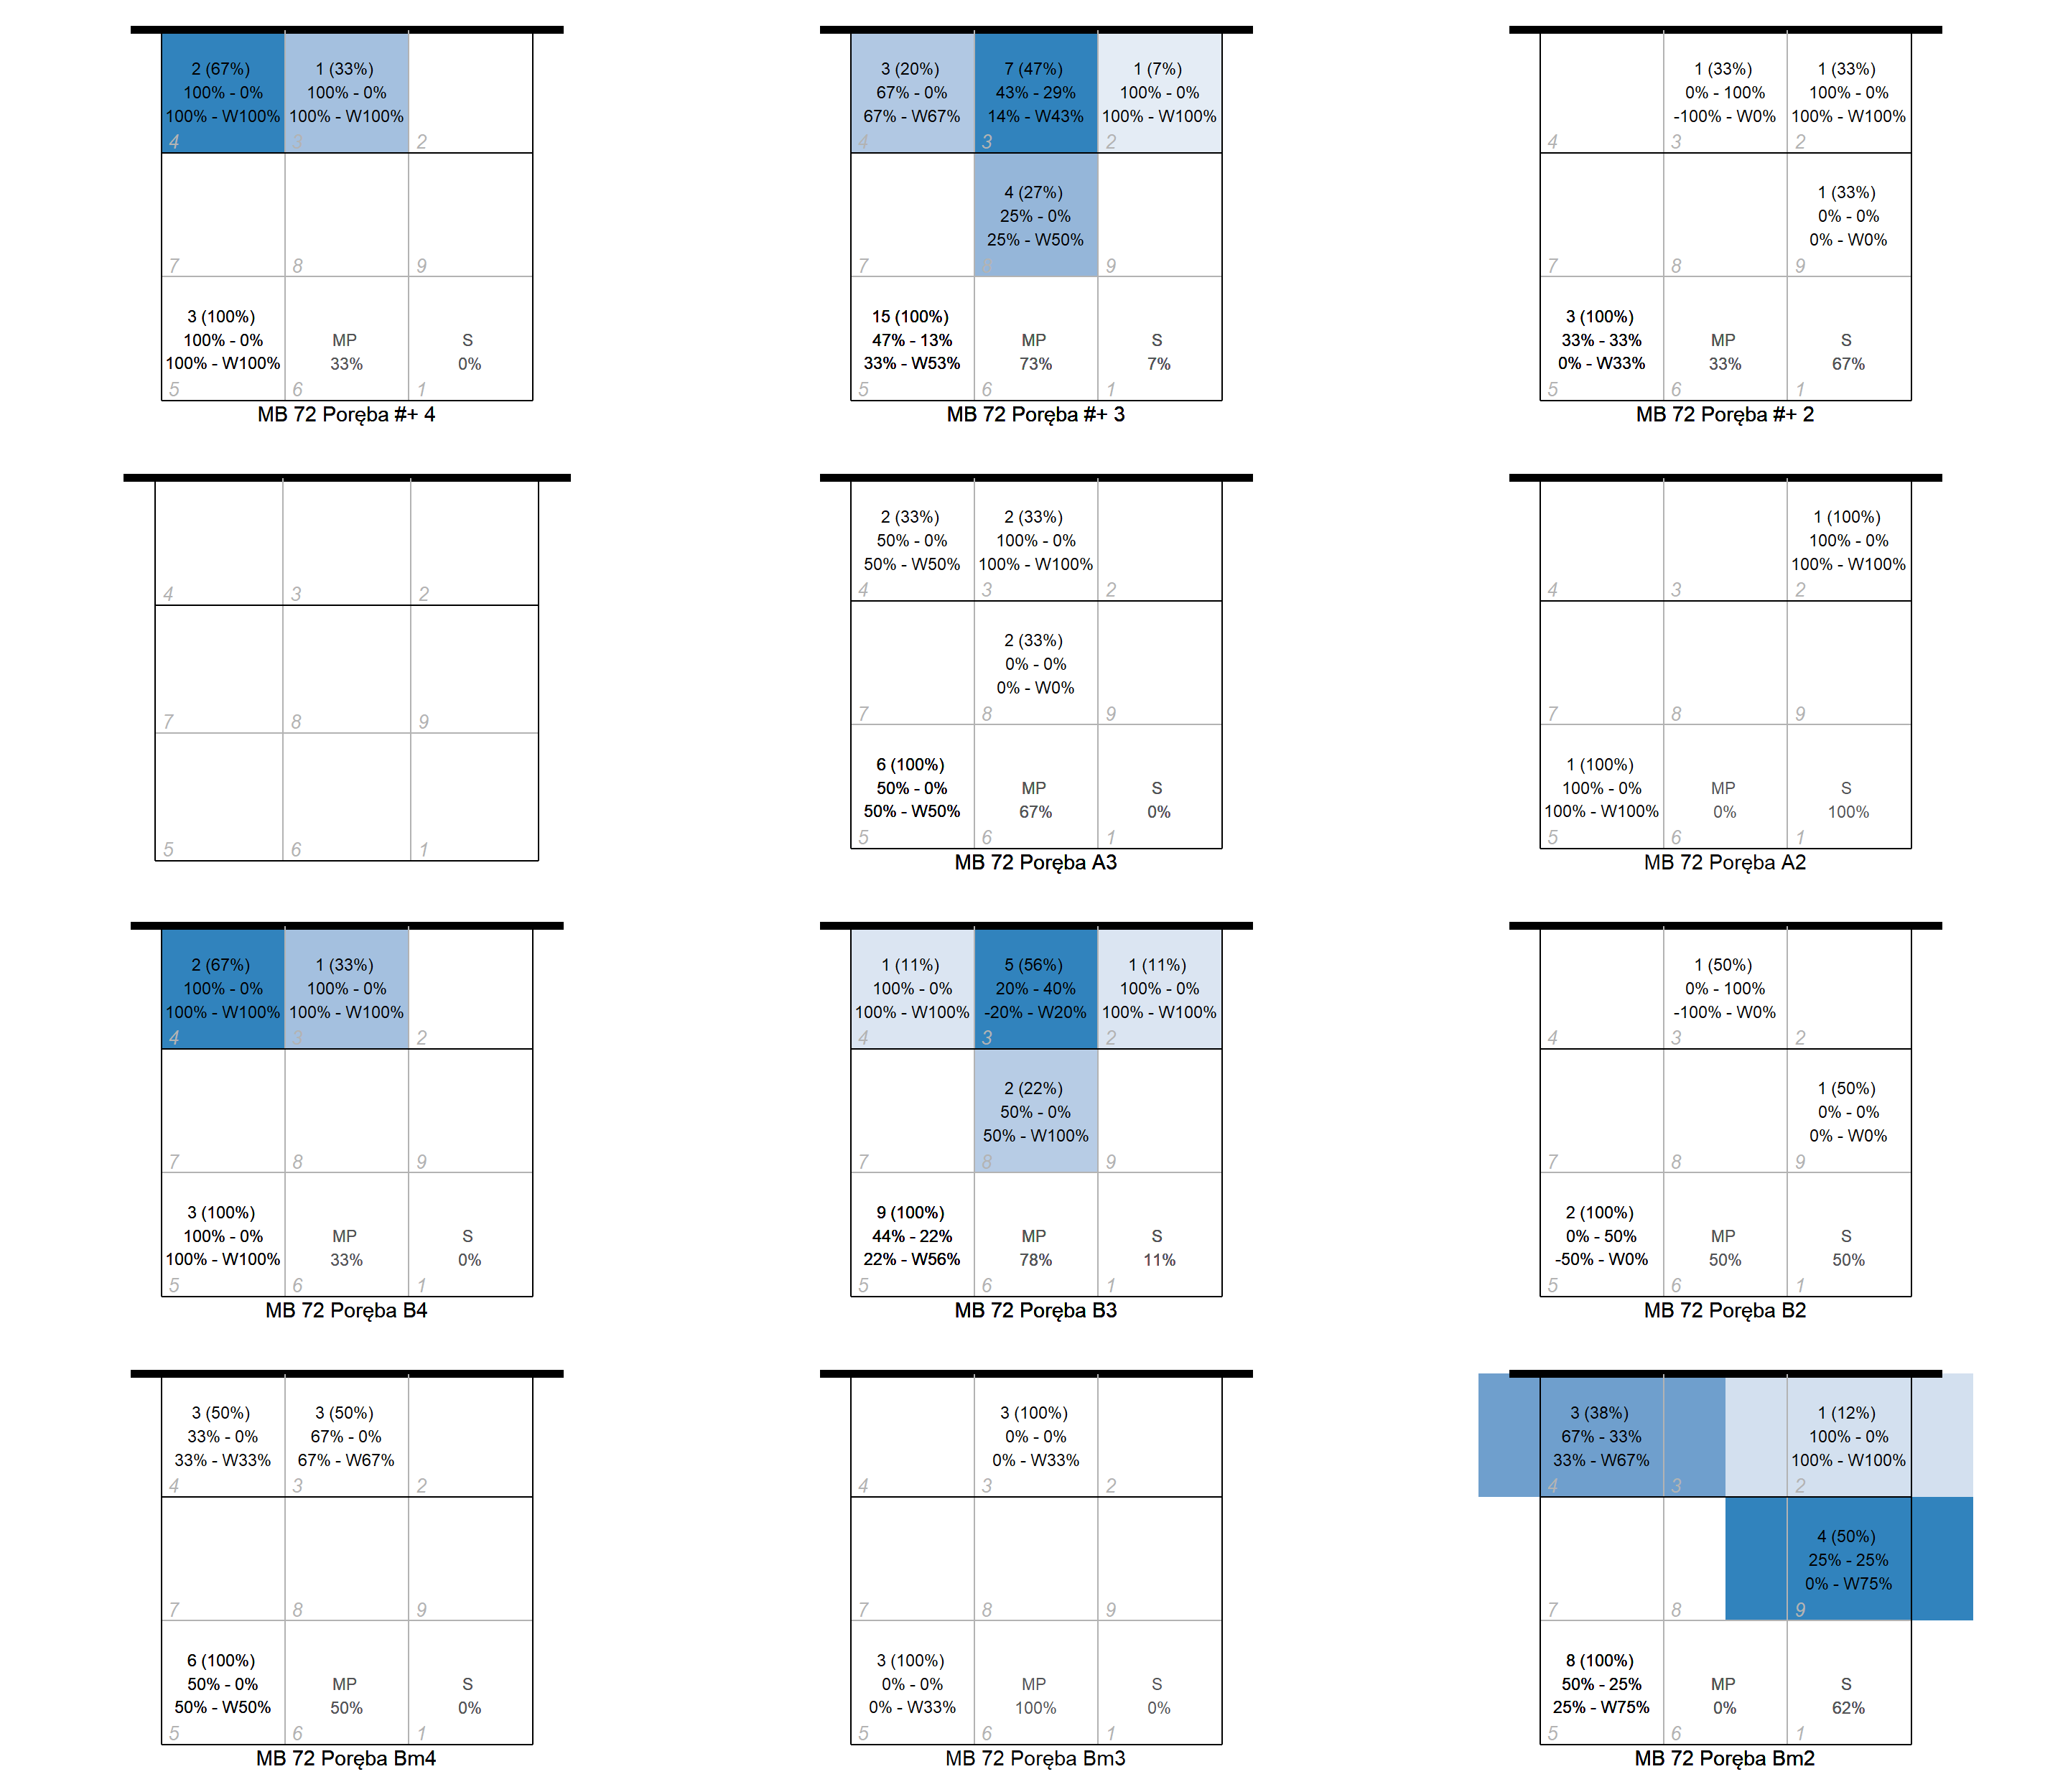 2 (67%)
100% - 0%
100% - W100%
1 (33%)
100% - 0%
100% - W100%
4
3
2
7
8
9
3 (100%)
100% - 0%
100% - W100%
MP
33%
S
0%
5
6
1
MB 72 Poręba #+ 4
3 (20%)
67% - 0%
67% - W67%
7 (47%)
43% - 29%
14% - W43%
1 (7%)
100% - 0%
100% - W100%
4
3
2
4 (27%)
25% - 0%
25% - W50%
7
8
9
15 (100%)
47% - 13%
33% - W53%
MP
73%
S
7%
5
6
1
MB 72 Poręba #+ 3
1 (33%)
0% - 100%
-100% - W0%
1 (33%)
100% - 0%
100% - W100%
4
3
2
1 (33%)
0% - 0%
0% - W0%
7
8
9
3 (100%)
33% - 33%
0% - W33%
MP
33%
S
67%
5
6
1
MB 72 Poręba #+ 2
4
3
2
7
8
9
5
6
1
2 (33%)
50% - 0%
50% - W50%
2 (33%)
100% - 0%
100% - W100%
4
3
2
2 (33%)
0% - 0%
0% - W0%
7
8
9
6 (100%)
50% - 0%
50% - W50%
MP
67%
S
0%
5
6
1
MB 72 Poręba A3
1 (100%)
100% - 0%
100% - W100%
4
3
2
7
8
9
1 (100%)
100% - 0%
100% - W100%
MP
0%
S
100%
5
6
1
MB 72 Poręba A2
2 (67%)
100% - 0%
100% - W100%
1 (33%)
100% - 0%
100% - W100%
4
3
2
7
8
9
3 (100%)
100% - 0%
100% - W100%
MP
33%
S
0%
5
6
1
MB 72 Poręba B4
1 (11%)
100% - 0%
100% - W100%
5 (56%)
20% - 40%
-20% - W20%
1 (11%)
100% - 0%
100% - W100%
4
3
2
2 (22%)
50% - 0%
50% - W100%
7
8
9
9 (100%)
44% - 22%
22% - W56%
MP
78%
S
11%
5
6
1
MB 72 Poręba B3
1 (50%)
0% - 100%
-100% - W0%
4
3
2
1 (50%)
0% - 0%
0% - W0%
7
8
9
2 (100%)
0% - 50%
-50% - W0%
MP
50%
S
50%
5
6
1
MB 72 Poręba B2
3 (50%)
33% - 0%
33% - W33%
3 (50%)
67% - 0%
67% - W67%
4
3
2
7
8
9
6 (100%)
50% - 0%
50% - W50%
MP
50%
S
0%
5
6
1
MB 72 Poręba Bm4
3 (100%)
0% - 0%
0% - W33%
4
3
2
7
8
9
3 (100%)
0% - 0%
0% - W33%
MP
100%
S
0%
5
6
1
MB 72 Poręba Bm3
3 (38%)
67% - 33%
33% - W67%
1 (12%)
100% - 0%
100% - W100%
4
3
2
4 (50%)
25% - 25%
0% - W75%
7
8
9
8 (100%)
50% - 25%
25% - W75%
MP
0%
S
62%
5
6
1
MB 72 Poręba Bm2